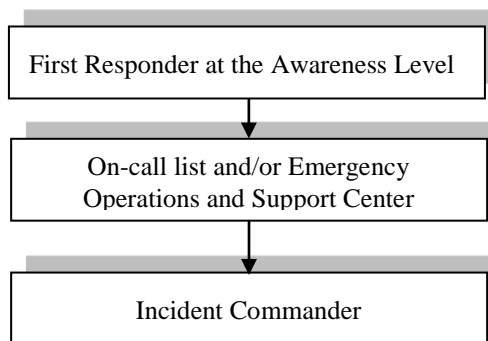 First Responder at the Awareness Level
On-call list and/or Emergency
Operations and Support Center
Incident Commander